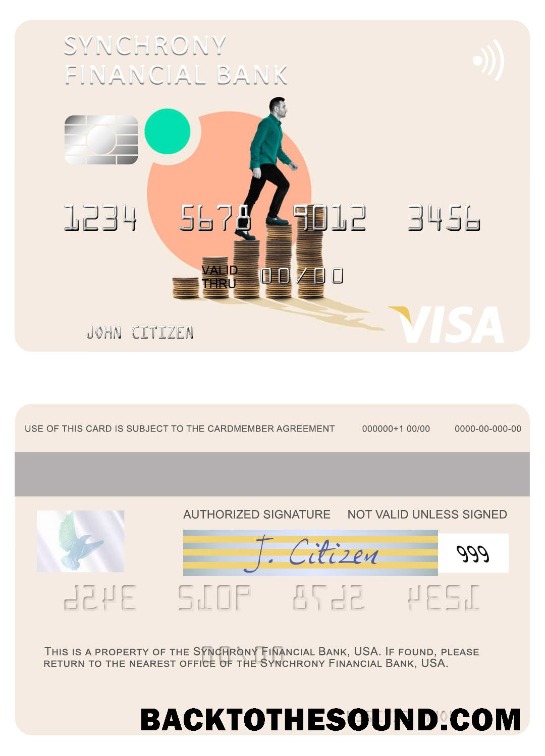 SYNCHRONY
FINANCIAL BANK
1234 5678 9012 3456
VALID
THRU 00/00
JOHN CITIZEN
VISA
USE OF THIS CARD IS SUBJECT TO THE CARDMEMBER AGREEMENT 000000+1 00/00 0000-00-000-00
AUTHORIZED SIGNATURE NOT VALID UNLESS SIGNED
J. Citizen
999
THIS IS A PROPERTY OF THE SYNCHRONY FINANCIAL BANK, USA. IF FOUND, PLEASE
RETURN TO THE NEAREST OFFICE OF THE SYNCHRONY FINANCIAL BANK, USA.
BACKTOTHESOUND.COM